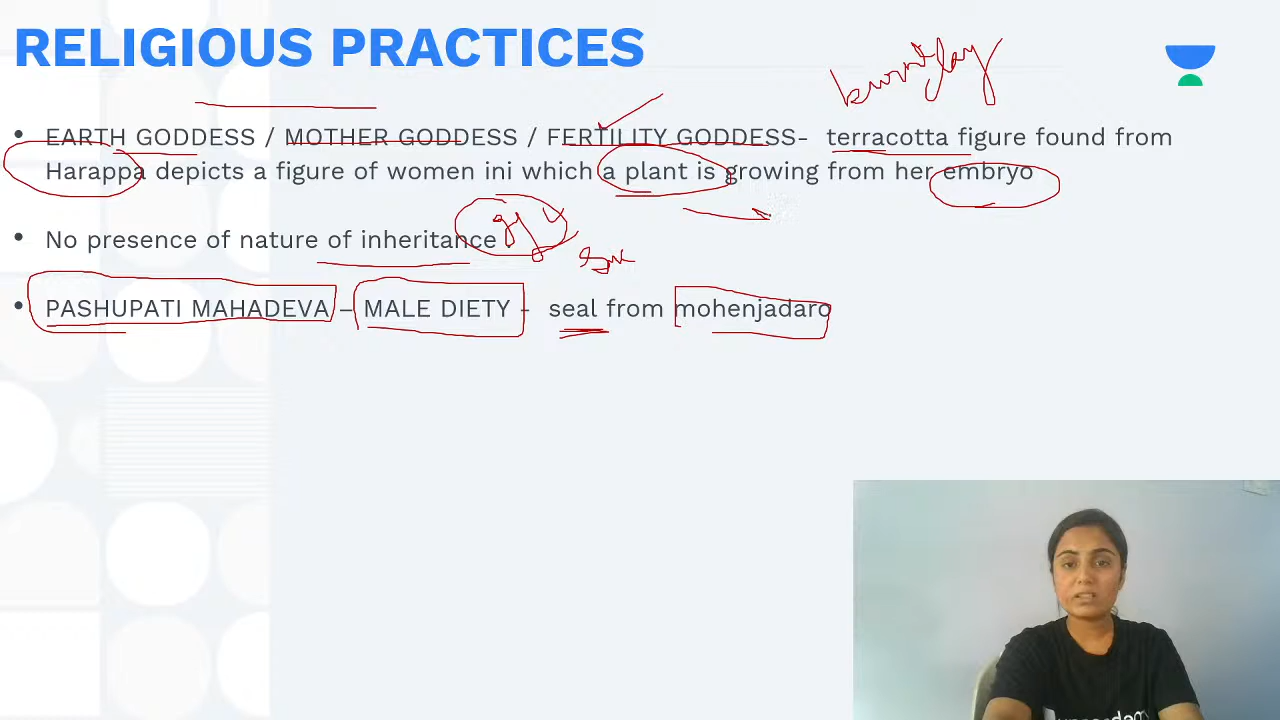 RELIGIOUS PRACTICES
burnt clay
• EARTH GODDESS / MOTHER GODDESS / FERTILITY GODDESS- terracotta figure found from
Harappa depicts a figure of women ini which a plant is growing from her embryo
• No presence of nature of inheritance
• PASHUPATI MAHADEVA – MALE DIETY - seal from mohenjadaro